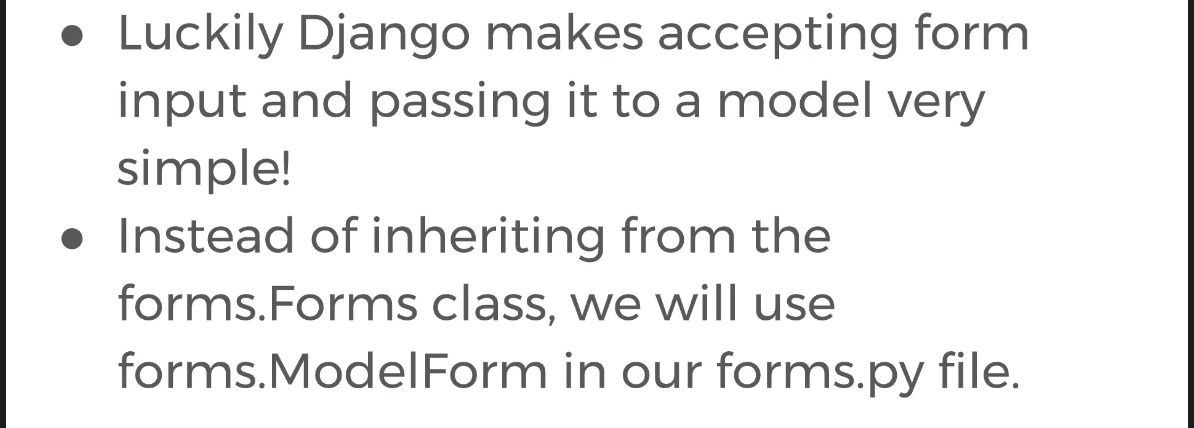 ● Luckily Django makes accepting form
input and passing it to a model very
simple!
● Instead of inheriting from the
forms.Forms class, we will use
forms.ModelForm in our forms.py file.